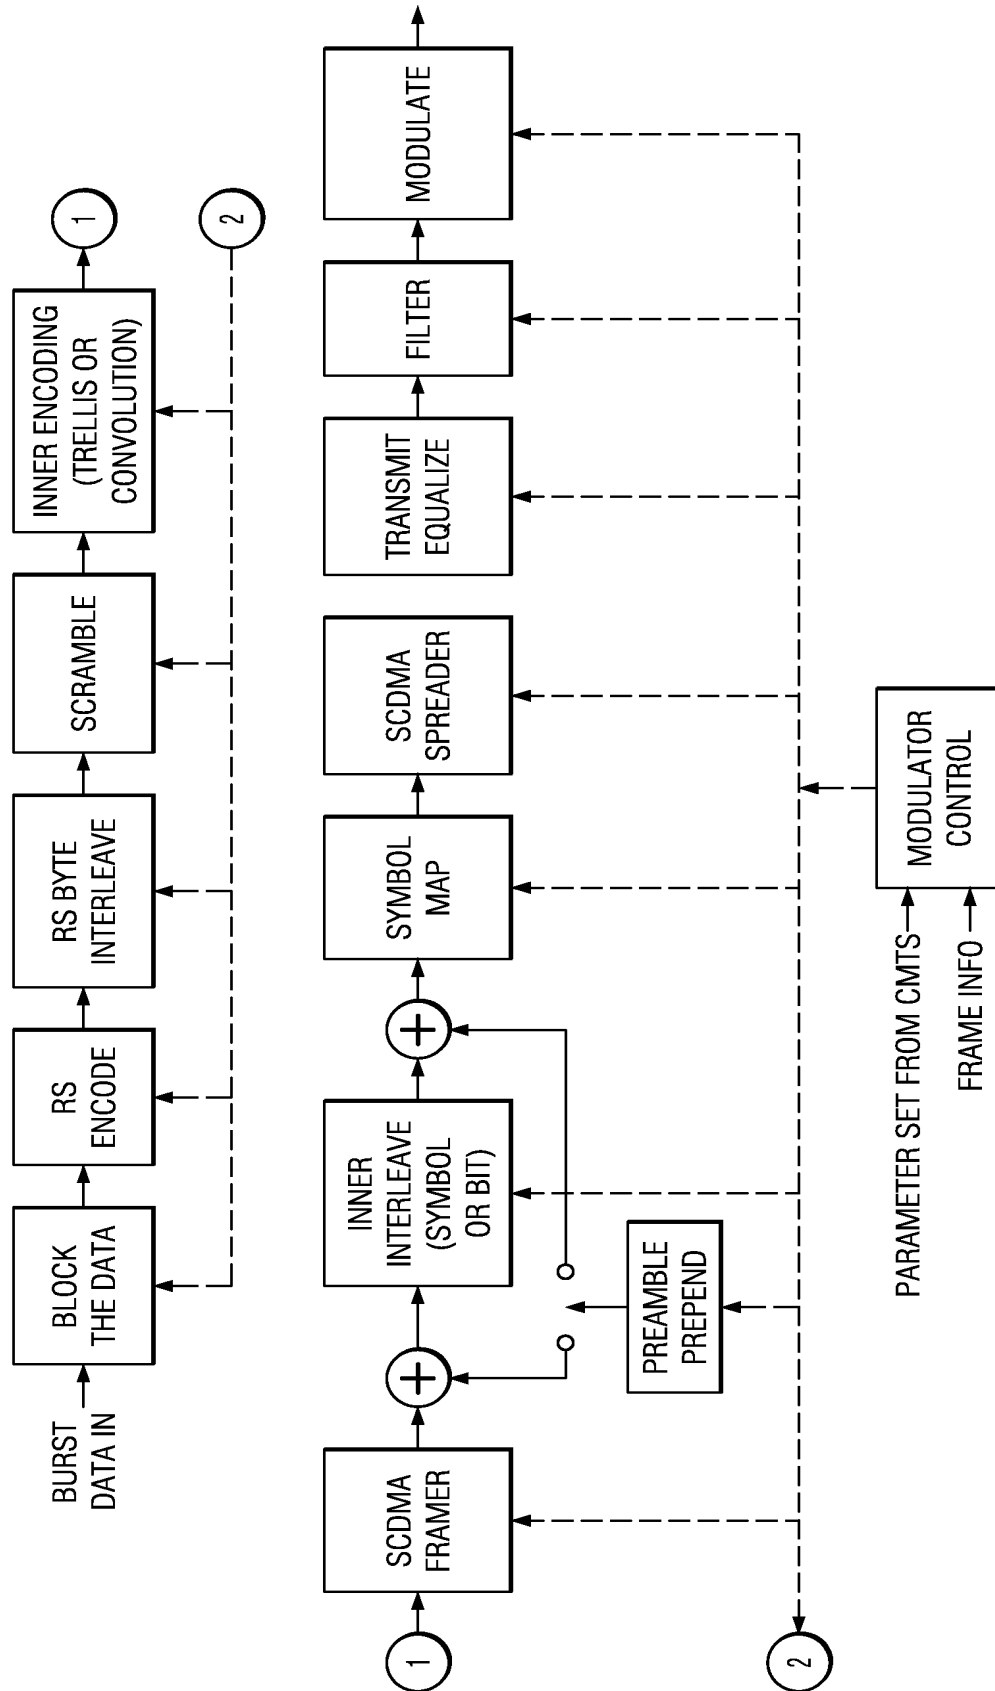 BURST
DATA IN
BLOCK
THE DATA
RS
ENCODE
RS BYTE
INTERLEAVE
SCRAMBLE
INNER ENCODING
(TRELLIS OR
CONVOLUTION)
1
2
1
SCDMA
FRAMER
+
INNER
INTERLEAVE
(SYMBOL
OR BIT)
+
SYMBOL
MAP
SCDMA
SPREADER
TRANSMIT
EQUALIZE
FILTER
MODULATE
PREAMBLE
PREPEND
2
PARAMETER SET FROM CMTS
FRAME INFO
MODULATOR
CONTROL